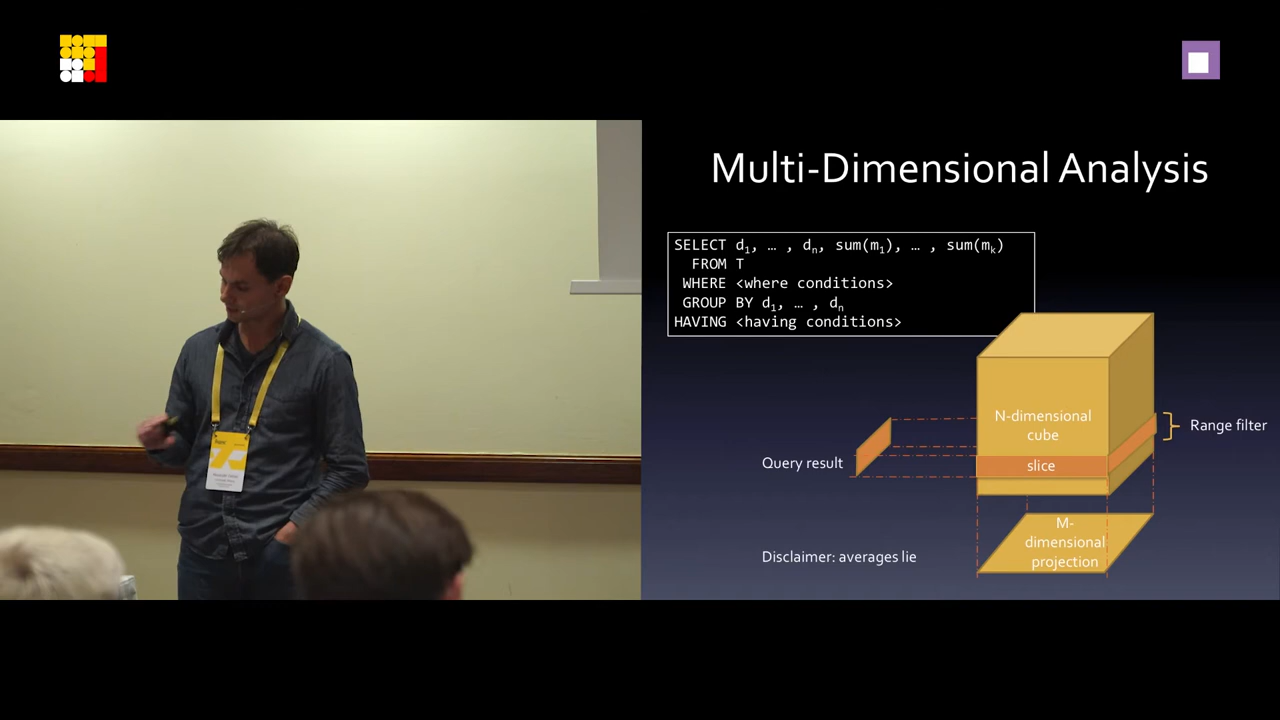 Multi-Dimensional Analysis
SELECT d1, … , dn, sum(m1), … , sum(mk)
FROM T
WHERE <where conditions>
GROUP BY d1, … , dn
HAVING <having conditions>
N-dimensional
cube
Range filter
Query result
slice
M-
dimensional
projection
Disclaimer: averages lie